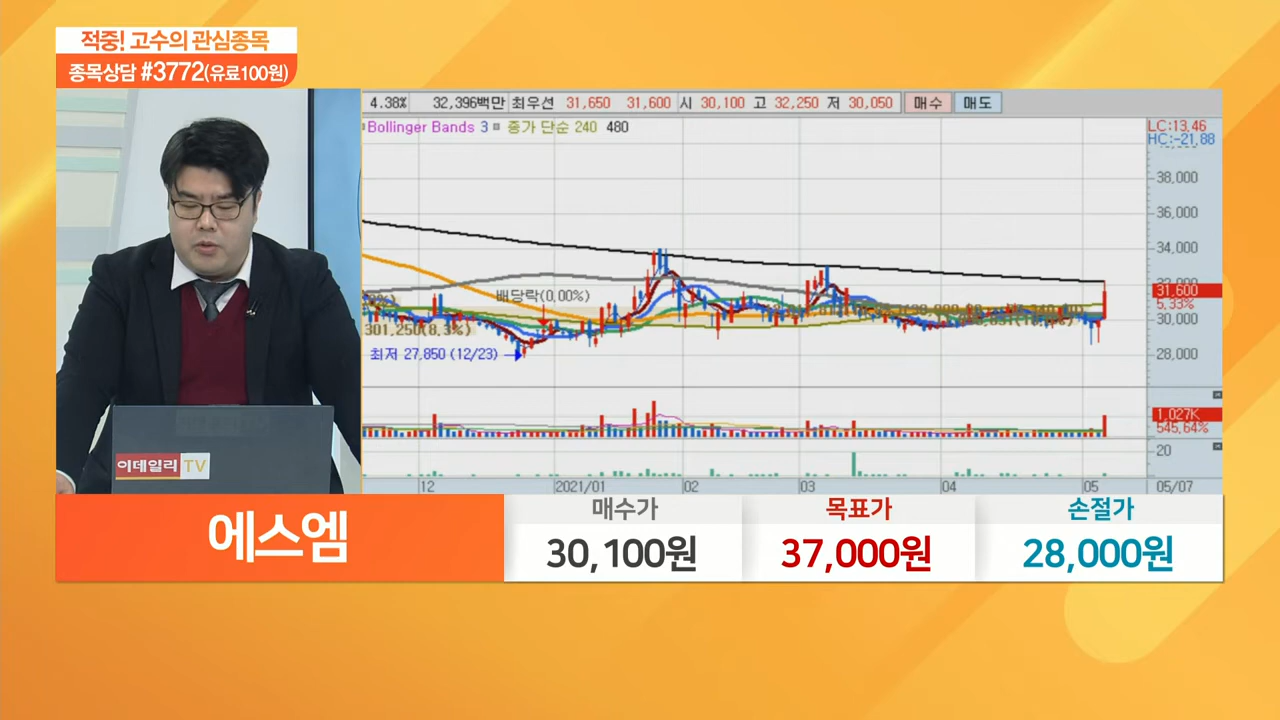 적중! 고수의 관심종목
종목상담 #3772(유료100원)
4.38% 32,396백만 최우선 31,650 31,600 시 30,100 고 32,250 저 30,050 매수 매도
Bollinger Bands 3 종가 단순 240 480
LC:13.46
HC:-21,88
38,000
36,000
34,000
배당락(0,00%)
31,600
5,33%
30,000
301,250(8,3%)
최저 27,850 (12/23)
28,000
1,027K
545,64%
20
12 2021/01 02 03 04 05 05/07
이데일리 TV
에스엠
매수가 목표가 손절가
30,100원 37,000원 28,000원